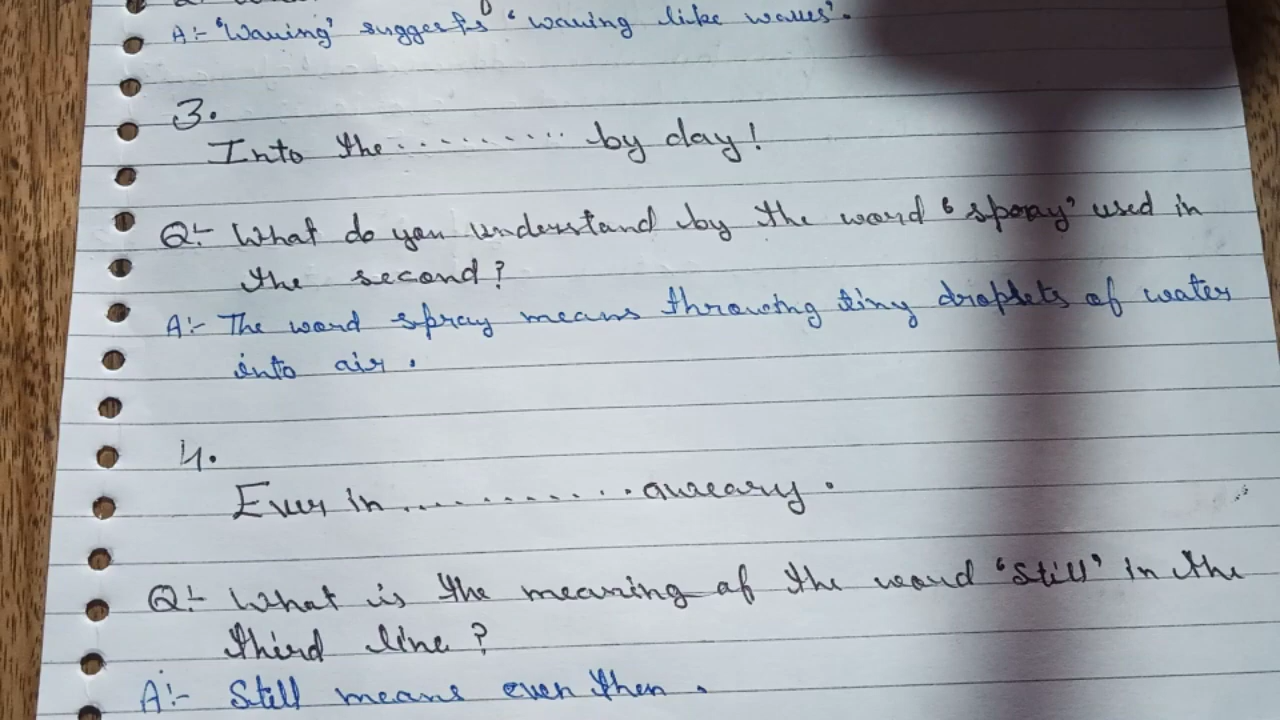 A:- 'Waving' suggests 'waving like waves'.
3.
Into the.......... by day!
Q:- What do you understand by the word 'spray' used in
the second?
A:- The word spray means throwing tiny droplets of water
into air.
4.
Ever in........... aweary.
Q:- What is the meaning of the word 'still' in the
third line?
A:- Still means even then.